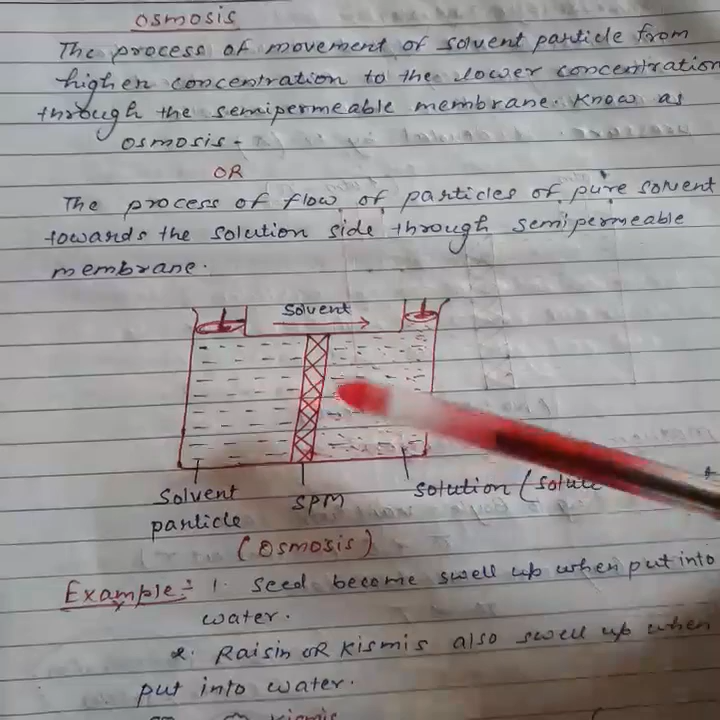 OSMOSIS
The process of movement of solvent particle from
higher concentration to the lower concentration
through the semipermeable membrane. Know as
osmosis-
OR
The process of flow of particles of pure solvent
towards the solution side through semipermeable
membrane.
Solvent
Solvent
particle
SPM
Solution (Solute
(Osmosis)
Example:- 1. Seed become swell up when put into
water.
2. Raisin OR Kismis also swell up when
put into water.
kismis